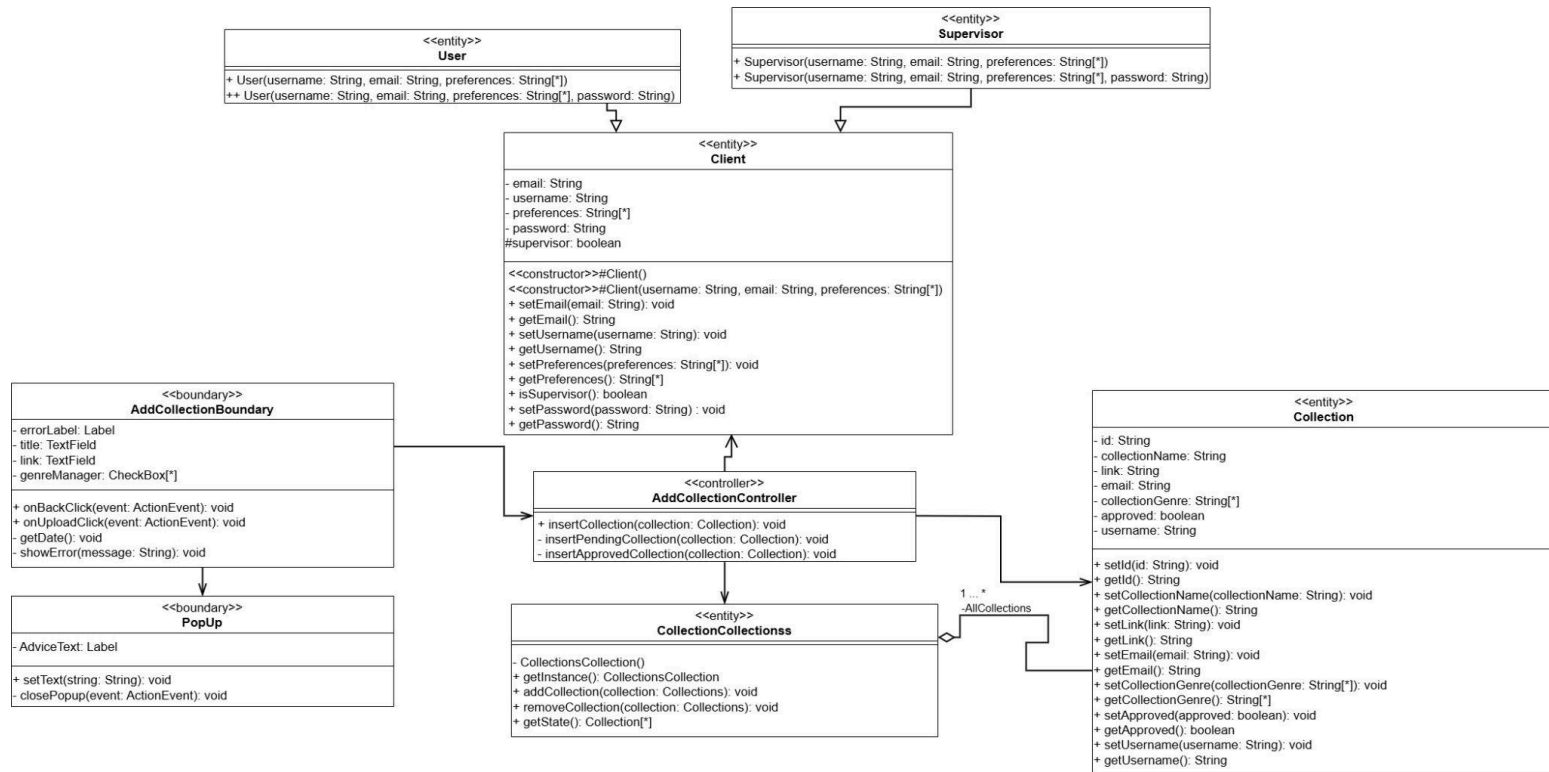 <<entity>>
User
+ User(username: String, email: String, preferences: String[*])
++ User(username: String, email: String, preferences: String[*], password: String)
<<entity>>
Supervisor
+ Supervisor(username: String, email: String, preferences: String[*])
+ Supervisor(username: String, email: String, preferences: String[*], password: String)
<<entity>>
Client
- email: String
- username: String
- preferences: String[*]
- password: String
#supervisor: boolean
<<constructor>>#Client()
<<constructor>>#Client(username: String, email: String, preferences: String[*])
+ setEmail(email: String): void
+ getEmail(): String
+ setUsername(username: String): void
+ getUsername(): String
+ setPreferences(preferences: String[*]): void
+ getPreferences(): String[*]
+ isSupervisor(): boolean
+ setPassword(password: String) : void
+ getPassword(): String
<<boundary>>
AddCollectionBoundary
- errorLabel: Label
- title: TextField
- link: TextField
- genreManager: CheckBox[*]
+ onBackClick(event: ActionEvent): void
+ onUploadClick(event: ActionEvent): void
- getDate(): void
- showError(message: String): void
<<boundary>>
PopUp
- AdviceText: Label
+ setText(string: String): void
- closePopup(event: ActionEvent): void
<<controller>>
AddCollectionController
+ insertCollection(collection: Collection): void
- insertPendingCollection(collection: Collection): void
- insertApprovedCollection(collection: Collection): void
<<entity>>
CollectionCollectionss
- CollectionsCollection()
+ getInstance(): CollectionsCollection
+ addCollection(collection: Collections): void
+ removeCollection(collection: Collections): void
+ getState(): Collection[*]
1 ... *
-AllCollections
<<entity>>
Collection
- id: String
- collectionName: String
- link: String
- email: String
- collectionGenre: String[*]
- approved: boolean
- username: String
+ setId(id: String): void
+ getId(): String
+ setCollectionName(collectionName: String): void
+ getCollectionName(): String
+ setLink(link: String): void
+ getLink(): String
+ setEmail(email: String): void
+ getEmail(): String
+ setCollectionGenre(collectionGenre: String[*]): void
+ getCollectionGenre(): String[*]
+ setApproved(approved: boolean): void
+ getApproved(): boolean
+ setUsername(username: String): void
+ getUsername(): String